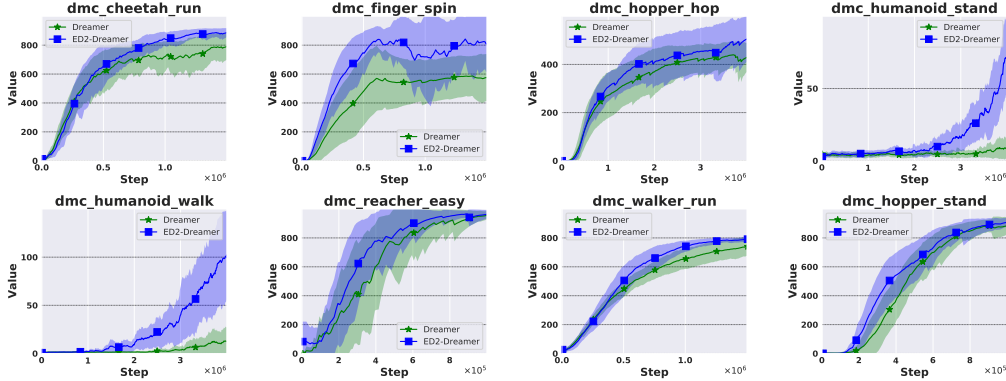 dmc_cheetah_run
Value
800
600
400
200
0
Dreamer
ED2-Dreamer
0.0
0.5
1.0
Step
×10⁶
dmc_finger_spin
Value
800
600
400
200
0
Dreamer
ED2-Dreamer
0.0
0.5
1.0
Step
×10⁶
dmc_hopper_hop
Value
400
200
0
Dreamer
ED2-Dreamer
0
1
2
3
Step
×10⁶
dmc_humanoid_stand
Value
50
0
Dreamer
ED2-Dreamer
0
1
2
3
Step
×10⁶
dmc_humanoid_walk
Value
100
50
0
Dreamer
ED2-Dreamer
0
1
2
3
Step
×10⁶
dmc_reacher_easy
Value
800
600
400
200
0
Dreamer
ED2-Dreamer
0
2
4
6
8
Step
×10⁵
dmc_walker_run
Value
800
600
400
200
0
Dreamer
ED2-Dreamer
0.0
0.5
1.0
Step
×10⁶
dmc_hopper_stand
Value
800
600
400
200
0
Dreamer
ED2-Dreamer
0
2
4
6
8
Step